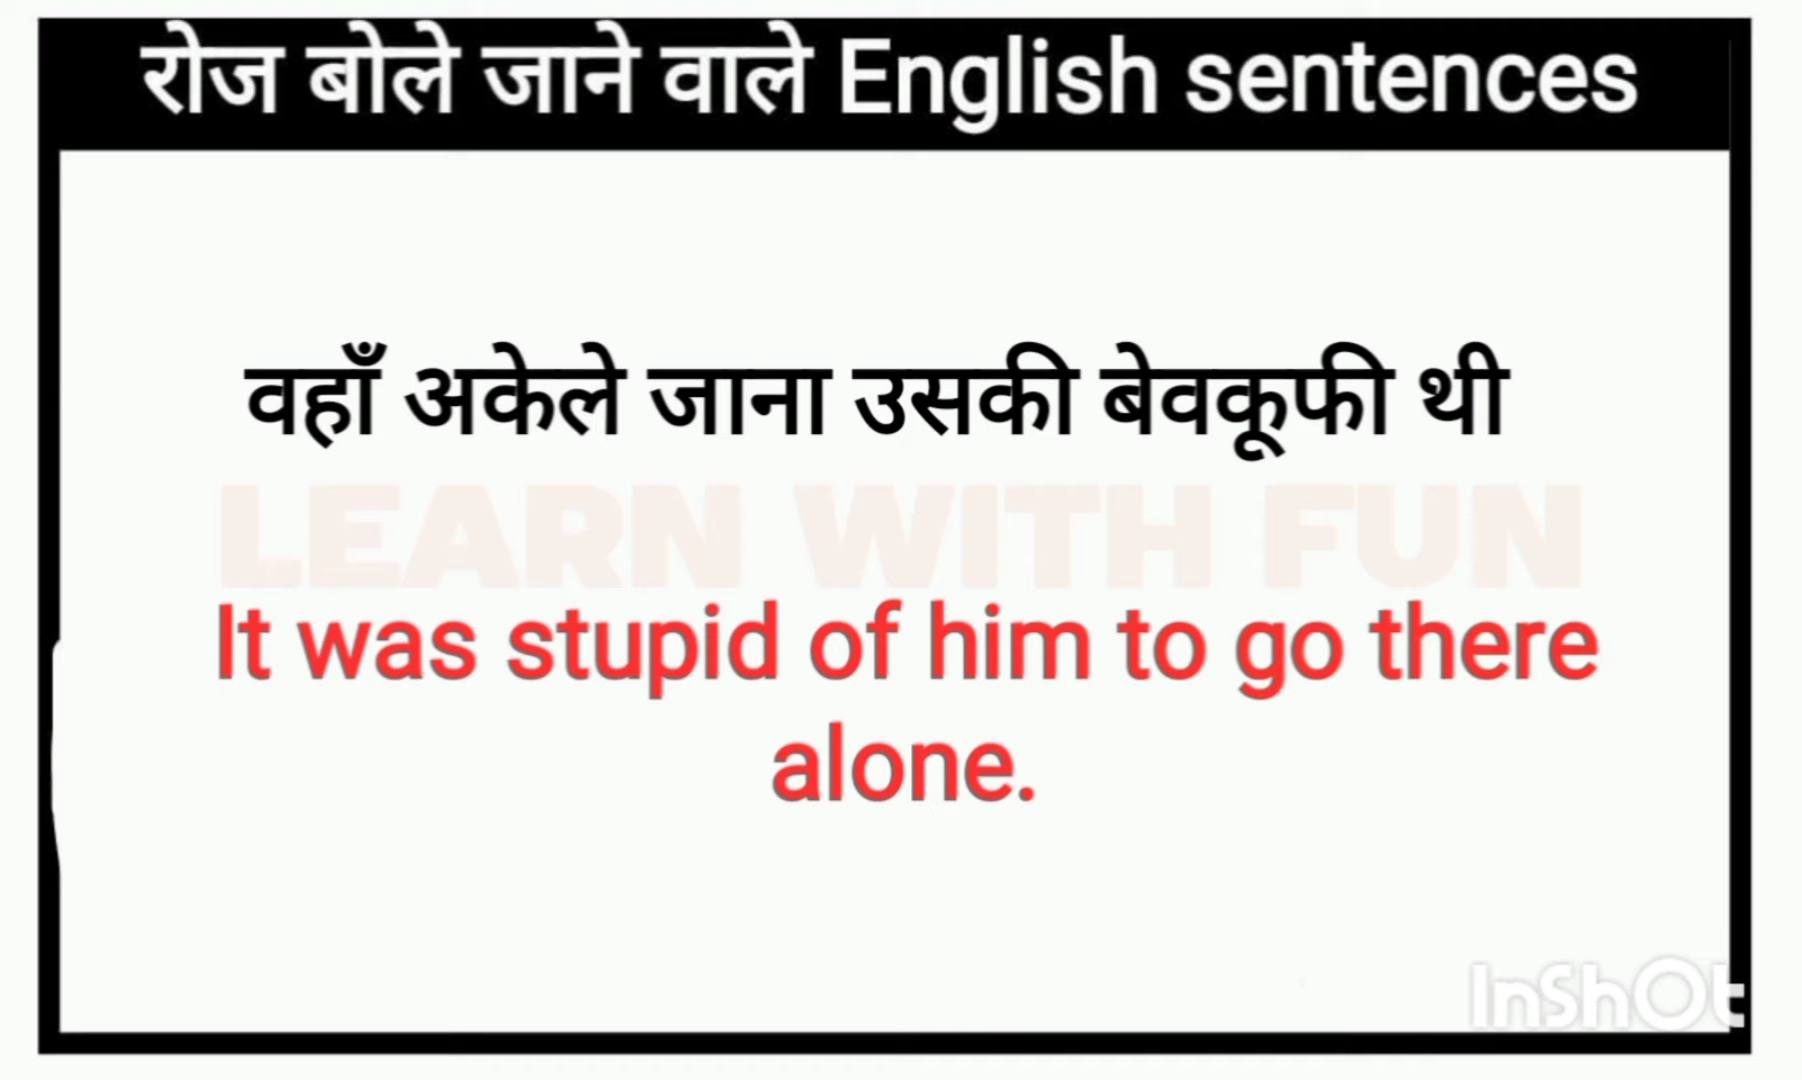 रोज बोले जाने वाले English sentences
वहाँ अकेले जाना उसकी बेवकूफी थी
LEARN WITH FUN
It was stupid of him to go there
alone.
InShOt